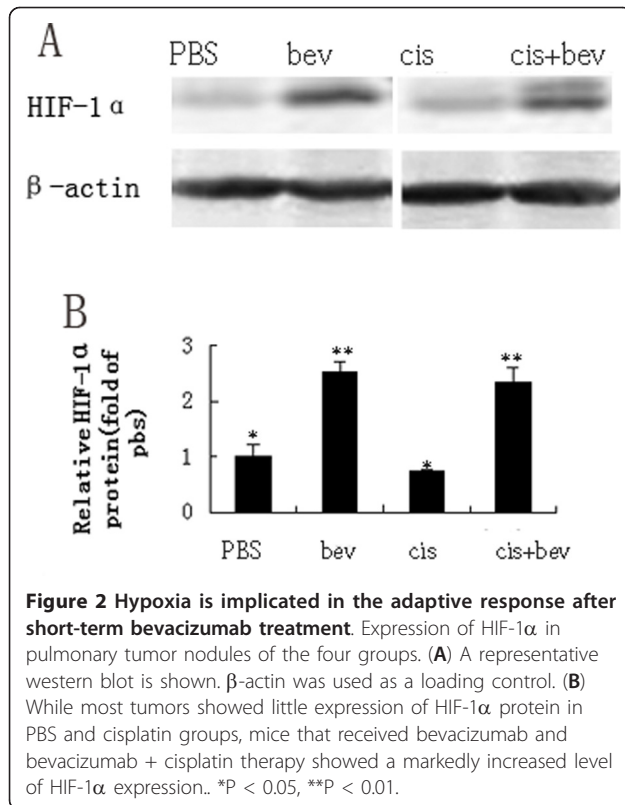 A
PBS bev cis cis+bev
HIF-1α
β-actin
B
Relative HIF-1α
protein(fold of
pbs)
3
2
1
0
* ** * **
PBS bev cis cis+bev
Figure 2 Hypoxia is implicated in the adaptive response after
short-term bevacizumab treatment. Expression of HIF-1α in
pulmonary tumor nodules of the four groups. (A) A representative
western blot is shown. β-actin was used as a loading control. (B)
While most tumors showed little expression of HIF-1α protein in
PBS and cisplatin groups, mice that received bevacizumab and
bevacizumab + cisplatin therapy showed a markedly increased level
of HIF-1α expression.. *P < 0.05, **P < 0.01.